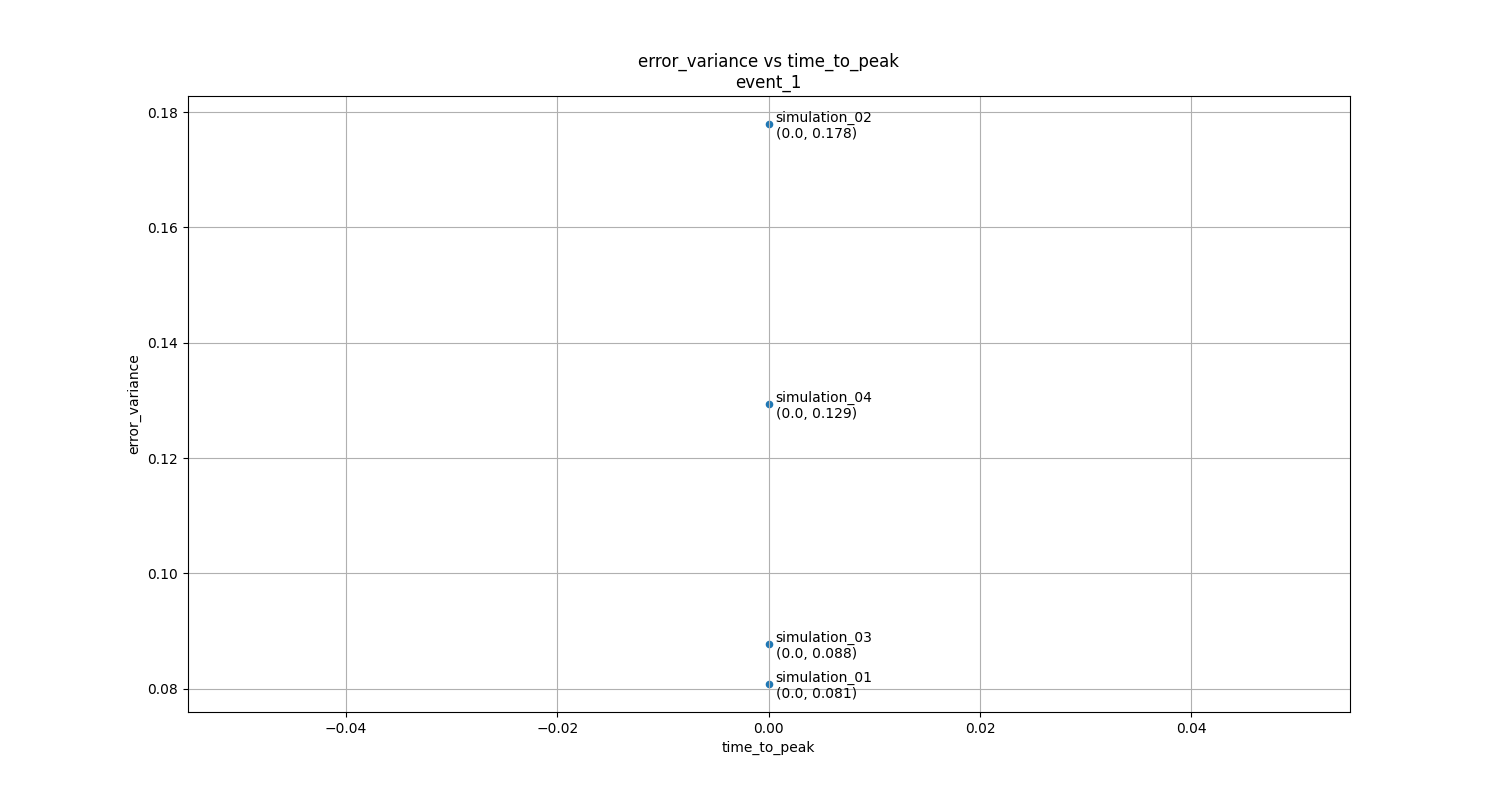 error_variance vs time_to_peak
event_1
0.18
0.16
0.14
0.12
0.10
0.08
error_variance
simulation_02
(0.0, 0.178)
simulation_04
(0.0, 0.129)
simulation_03
(0.0, 0.088)
simulation_01
(0.0, 0.081)
−0.04 −0.02 0.00 0.02 0.04
time_to_peak